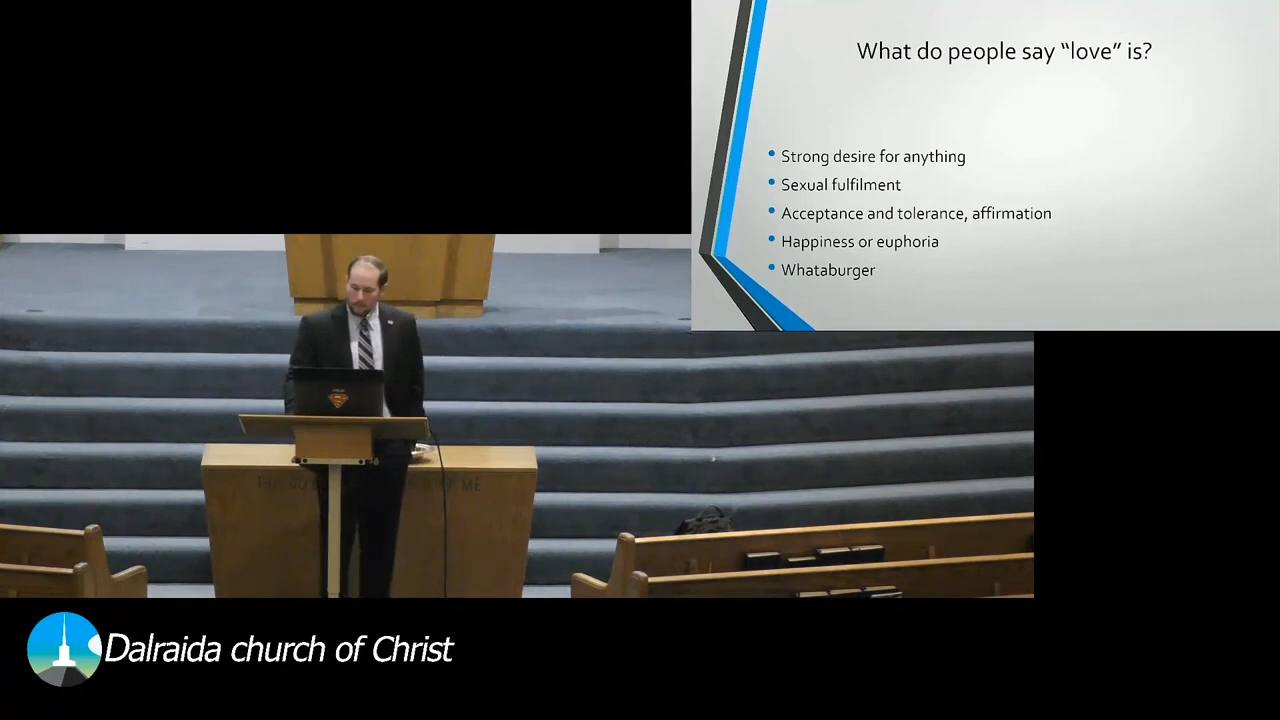 What do people say “love” is?
• Strong desire for anything
• Sexual fulfilment
• Acceptance and tolerance, affirmation
• Happiness or euphoria
• Whataburger
ME
Dalraida church of Christ